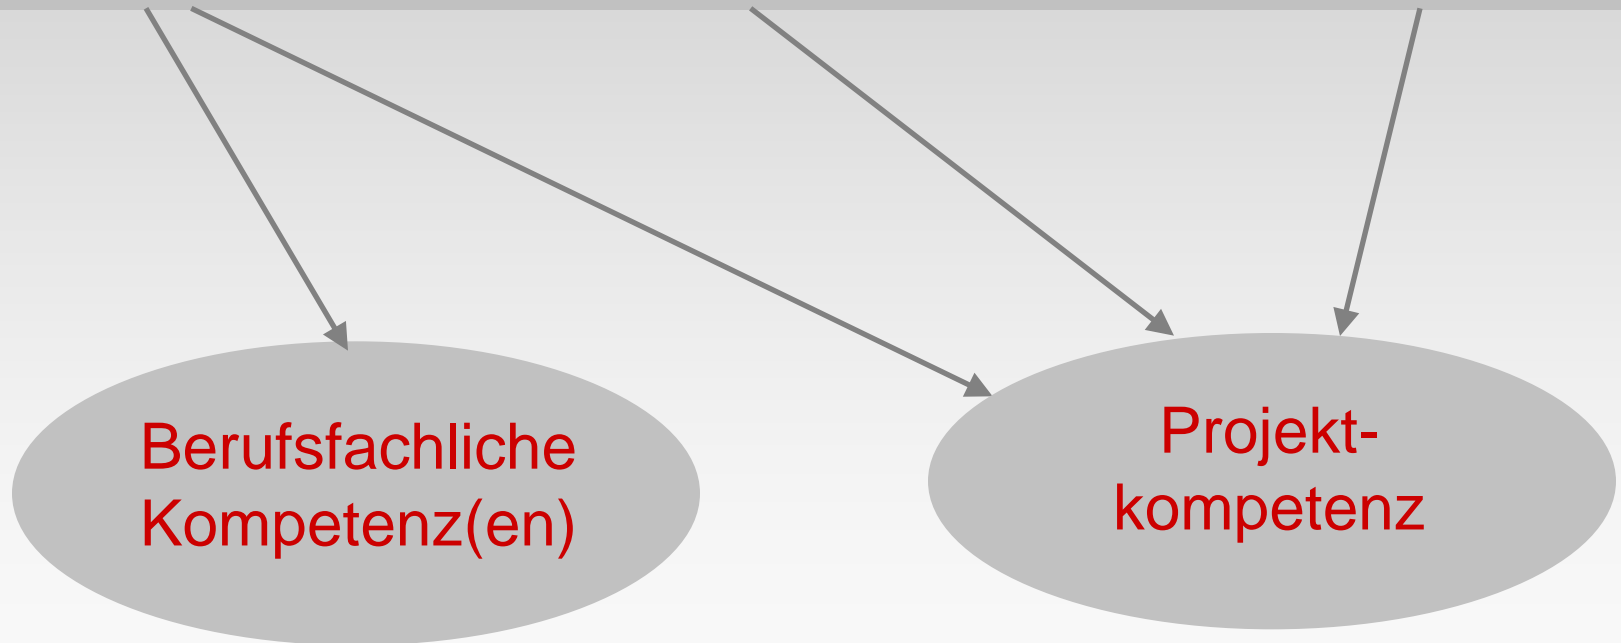 Berufsfachliche
Kompetenz(en)
Projekt-
kompetenz